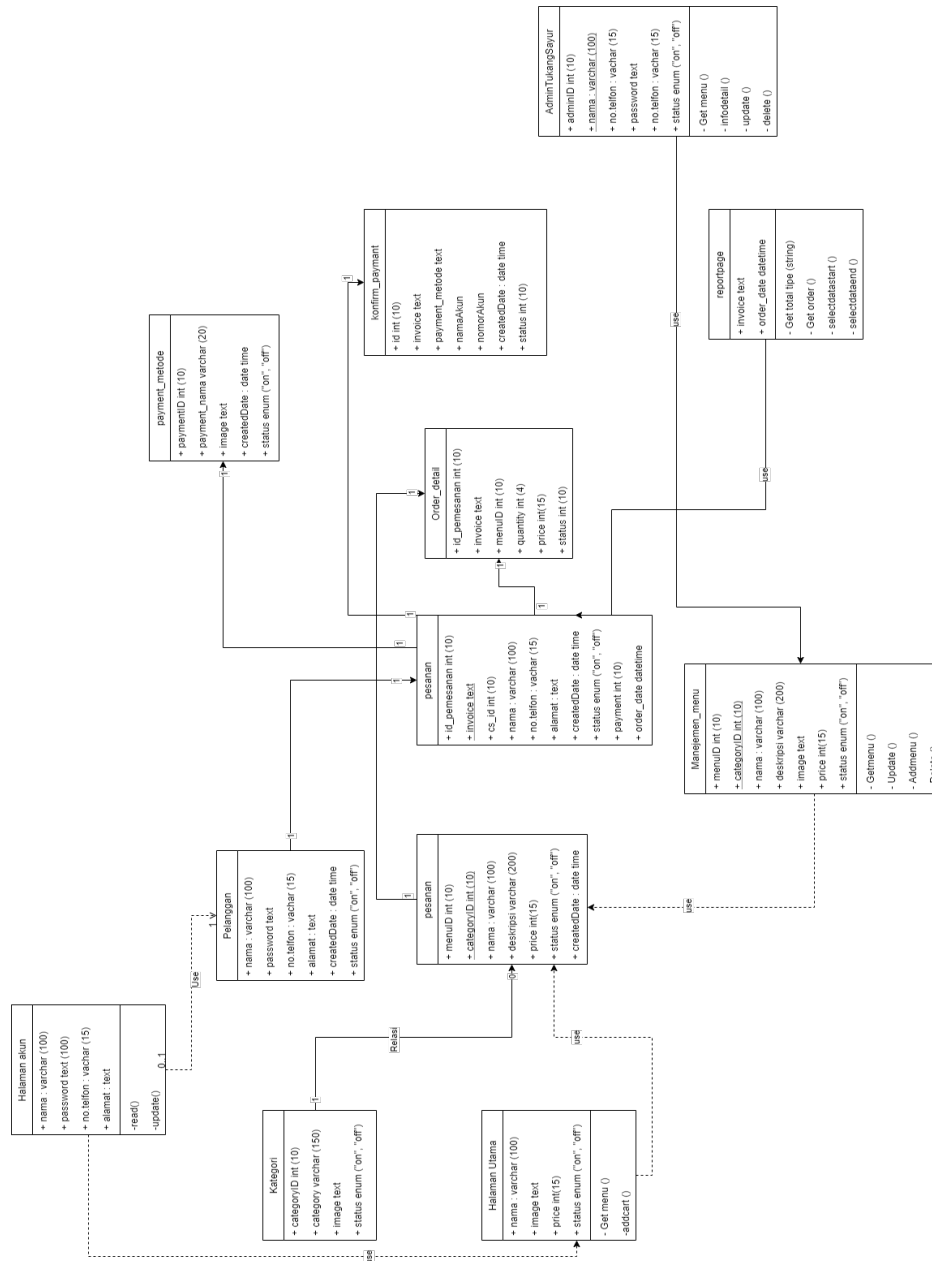 Halaman akun
+ nama : varchar (100)
+ password text (100)
+ no.telfon : vachar (15)
+ alamat : text
-read()
-update()
0..1
Use
1
use
Pelanggan
+ nama : varchar (100)
+ password text
+ no.telfon : vachar (15)
+ alamat : text
+ createdDate : date time
+ status enum ("on", "off")
1
1
payment_metode
+ paymentID int (10)
+ payment_nama varchar (20)
+ image text
+ createdDate : date time
+ status enum ("on", "off")
1
1
Kategori
+ categoryID int (10)
+ category varchar (150)
+ image text
+ status enum ("on", "off")
1
Relasi
0
konfirm_paymant
+ id int (10)
+ invoice text
+ payment_metode text
+ namaAkun
+ nomorAkun
+ createdDate : date time
+ status int (10)
1
1
pesanan
+ menuID int (10)
+ categoryID int (10)
+ nama : varchar (100)
+ deskripsi varchar (200)
+ price int(15)
+ status enum ("on", "off")
+ createdDate : date time
1
1
pesanan
+ id_pemesanan int (10)
+ invoice text
+ cs_id int (10)
+ nama : varchar (100)
+ no.telfon : vachar (15)
+ alamat : text
+ createdDate : date time
+ status enum ("on", "off")
+ payment int (10)
+ order_date datetime
1
1
Order_detail
+ id_pemesanan int (10)
+ invoice text
+ menuID int (10)
+ quantity int (4)
+ price int(15)
+ status int (10)
Halaman Utama
+ nama : varchar (100)
+ image text
+ price int(15)
+ status enum ("on", "off")
- Get menu ()
-addcart ()
use
AdminTukangSayur
+ adminID int (10)
+ nama : varchar (100)
+ no.telfon : vachar (15)
+ password text
+ no.telfon : vachar (15)
+ status enum ("on", "off")
- Get menu ()
- infodetail ()
- update ()
- delete ()
use
reportpage
+ invoice text
+ order_date datetime
- Get total tipe (string)
- Get order ()
- selectdatastart ()
- selectdataend ()
use
Manejemen_menu
+ menuID int (10)
+ categoryID int (10)
+ nama : varchar (100)
+ deskripsi varchar (200)
+ image text
+ price int(15)
+ status enum ("on", "off")
- Getmenu ()
- Update ()
- Addmenu ()
use